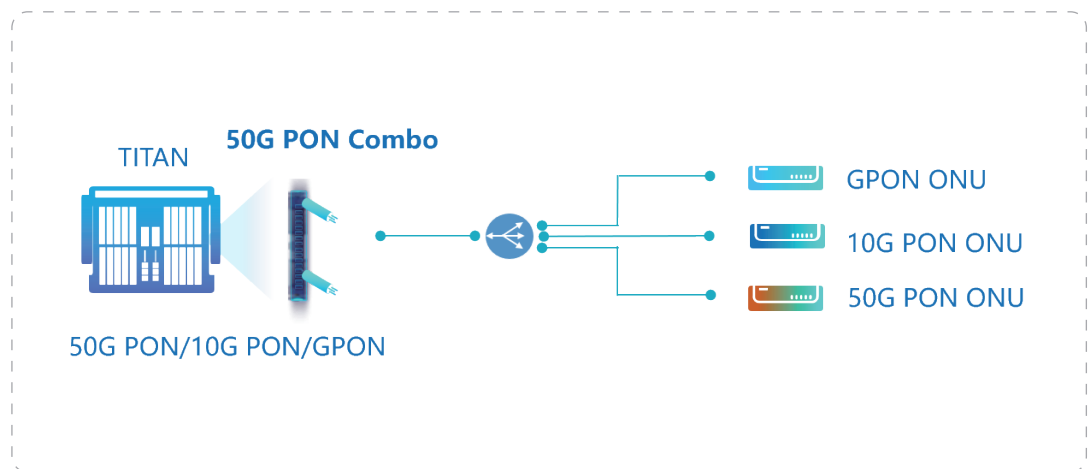 50G PON Combo
TITAN
GPON ONU
10G PON ONU
50G PON ONU
50G PON/10G PON/GPON